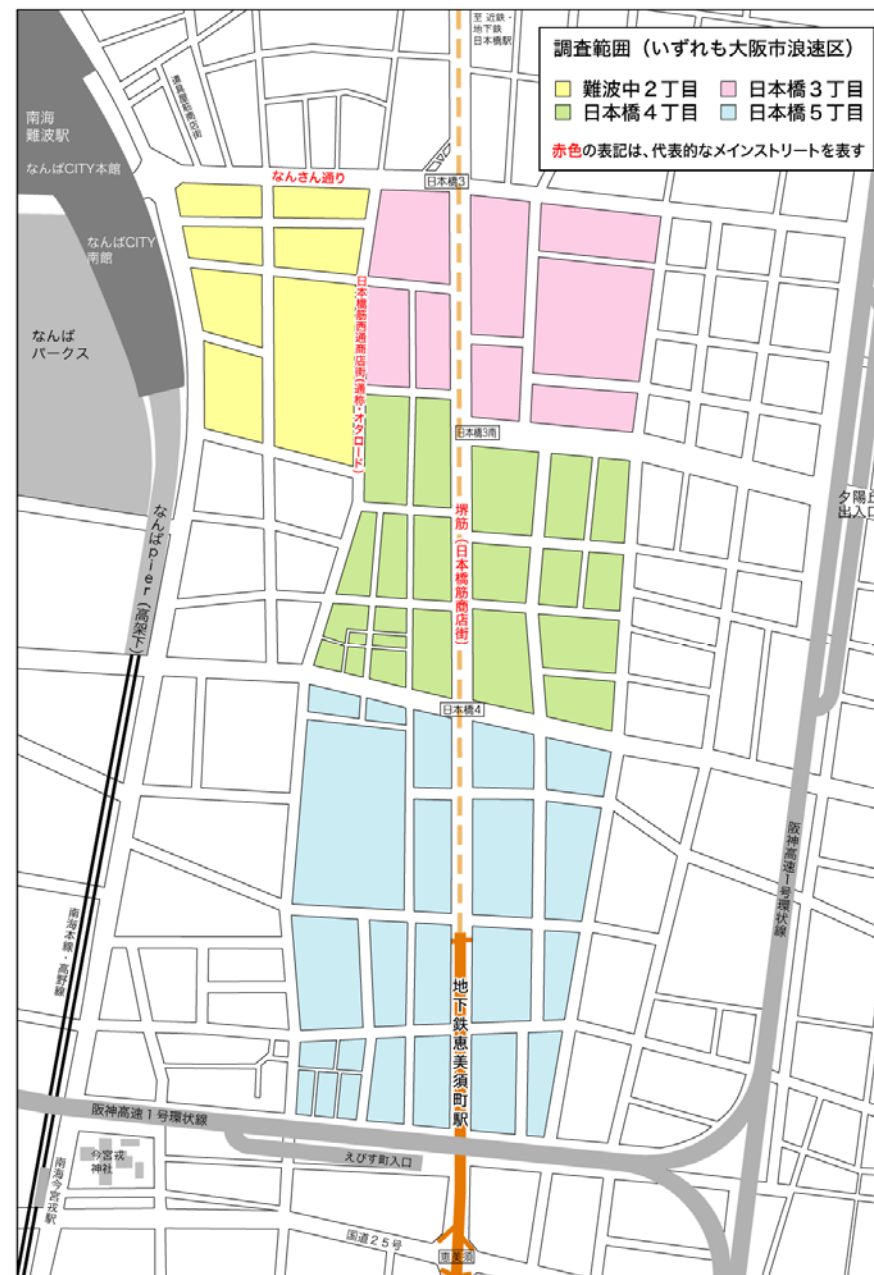 至 近鉄・
地下鉄
日本橋駅
調査範囲（いずれも大阪市浪速区）
難波中２丁目
日本橋３丁目
日本橋４丁目
日本橋５丁目
赤色の表記は、代表的なメインストリートを表す
道具屋筋商店街
南海
難波駅
なんばCITY本館
なんさん通り
日本橋3
なんばCITY
南館
なんば
パークス
日本橋筋西通商店街(通称・オタロード)
日本橋3南
夕陽丘
出入口
なんばpier(高架下)
堺筋(日本橋筋商店街)
日本橋4
阪神高速1号環状線
南海本線・高野線
地下鉄恵美須町駅
阪神高速１号環状線
今宮戎
神社
えびす町入口
南海今宮戎駅
国道２５号
恵美須